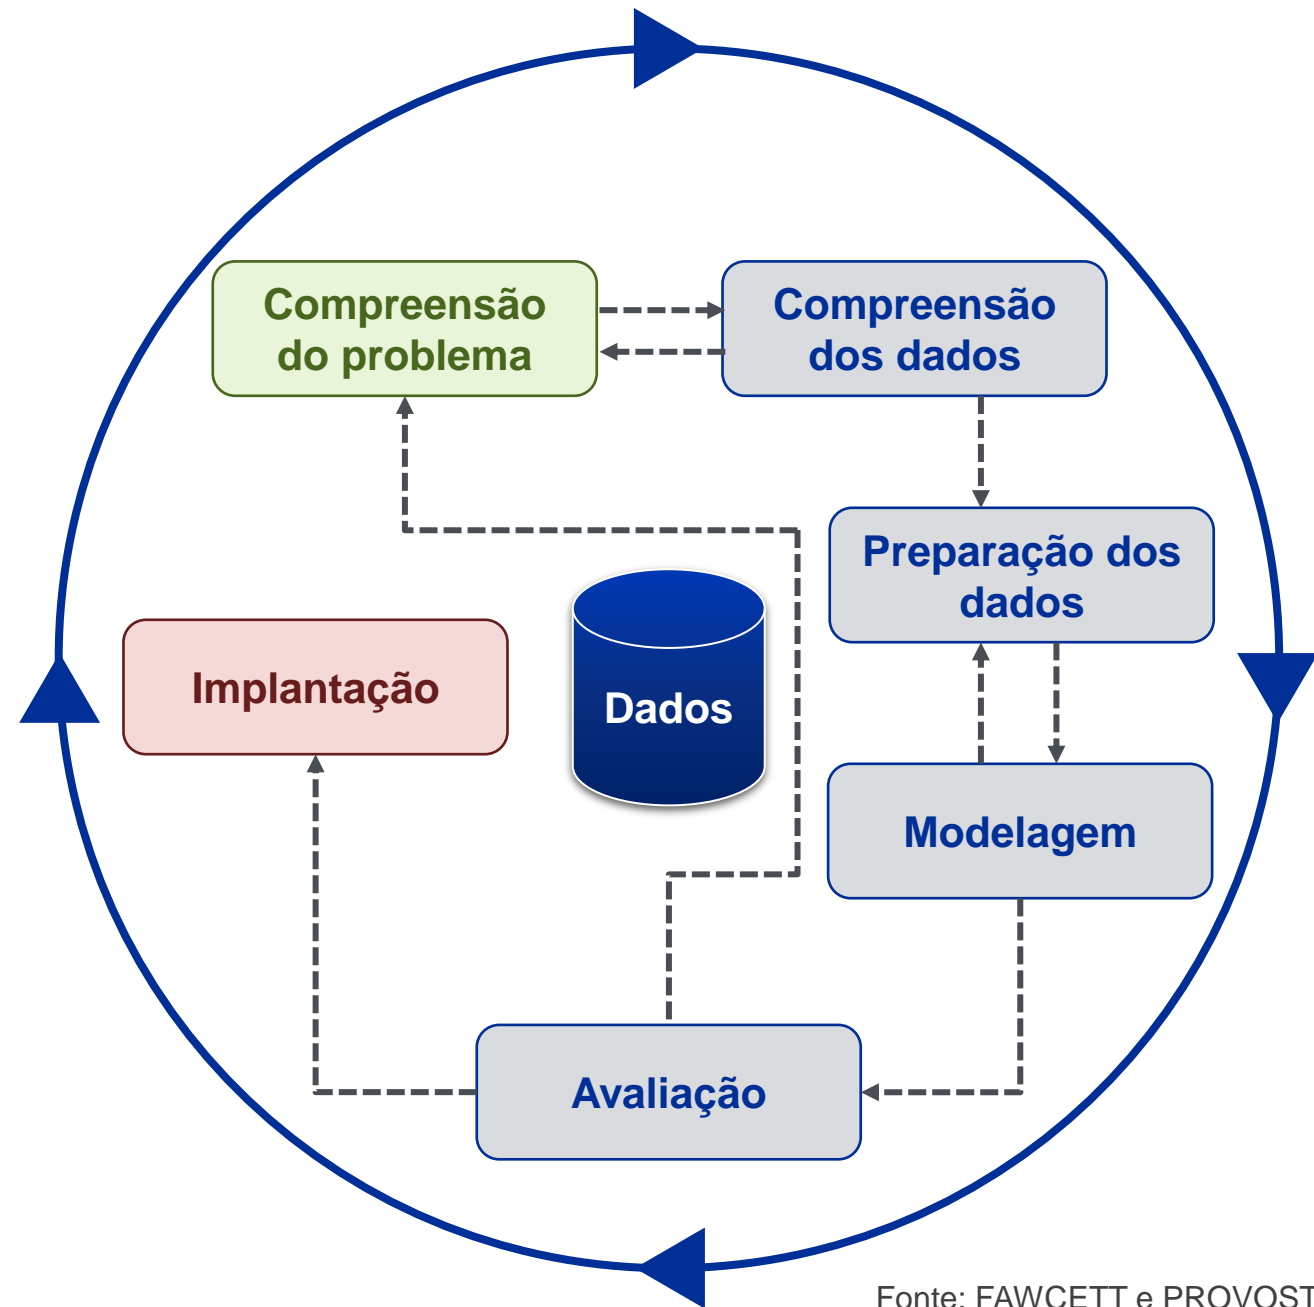 Compreensão
do problema
Compreensão
dos dados
Preparação dos
dados
Implantação
Dados
Modelagem
Avaliação
Fonte: FAWCETT e PROVOST